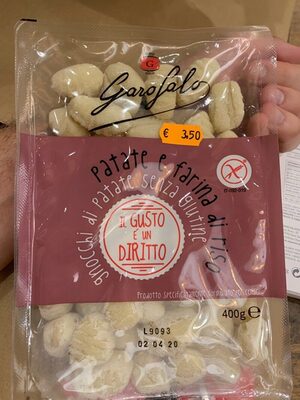 G
Garofalo
€ 3,50
patate e farina di riso
gnocchi di patate senza glutine
IL GUSTO
È UN
DIRITTO
400g e
L9093
02 04 20